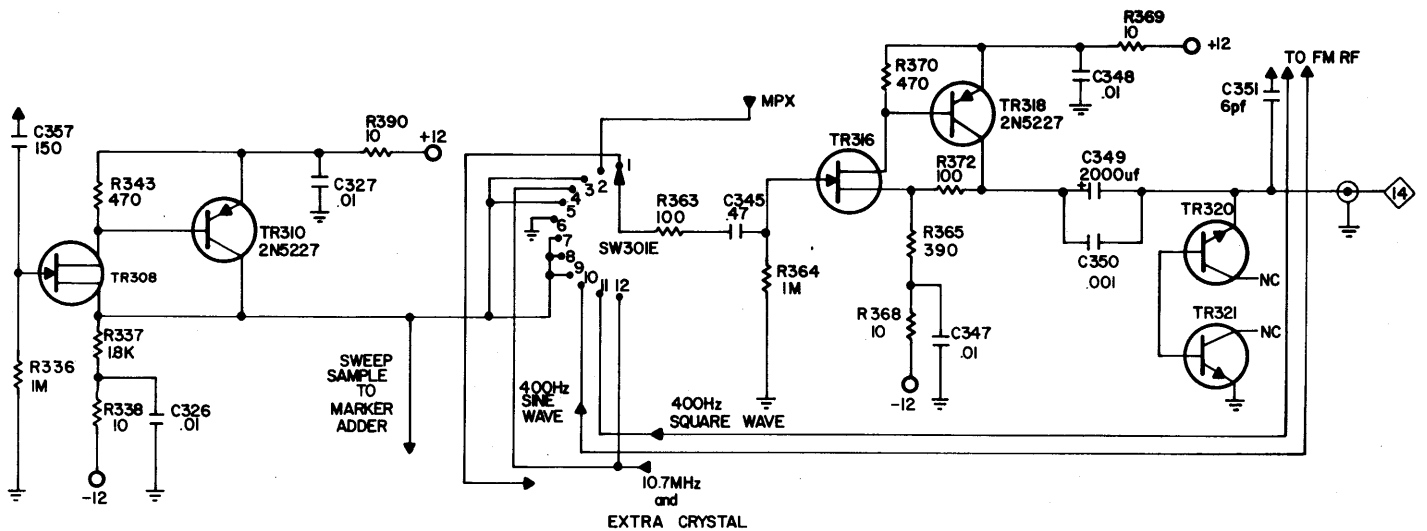 C357
150
R343
470
R390
10
+12
C327
.01
TR310
2N5227
TR308
R337
1.8K
R336
1M
R338
10
C326
.01
-12
SWEEP
SAMPLE
TO
MARKER
ADDER
MPX
1
2
3
4
5
6
7
8
9
10
11
12
SW301E
400Hz
SINE
WAVE
400Hz
SQUARE WAVE
10.7MHz
and
EXTRA CRYSTAL
R363
100
C345
.47
R364
1M
TR316
R370
470
TR318
2N5227
R372
100
R365
390
R368
10
C347
.01
-12
C348
.01
R369
10
+12
C349
2000uf
+
C350
.001
TO FM RF
C351
6pf
TR320
NC
TR321
NC
14